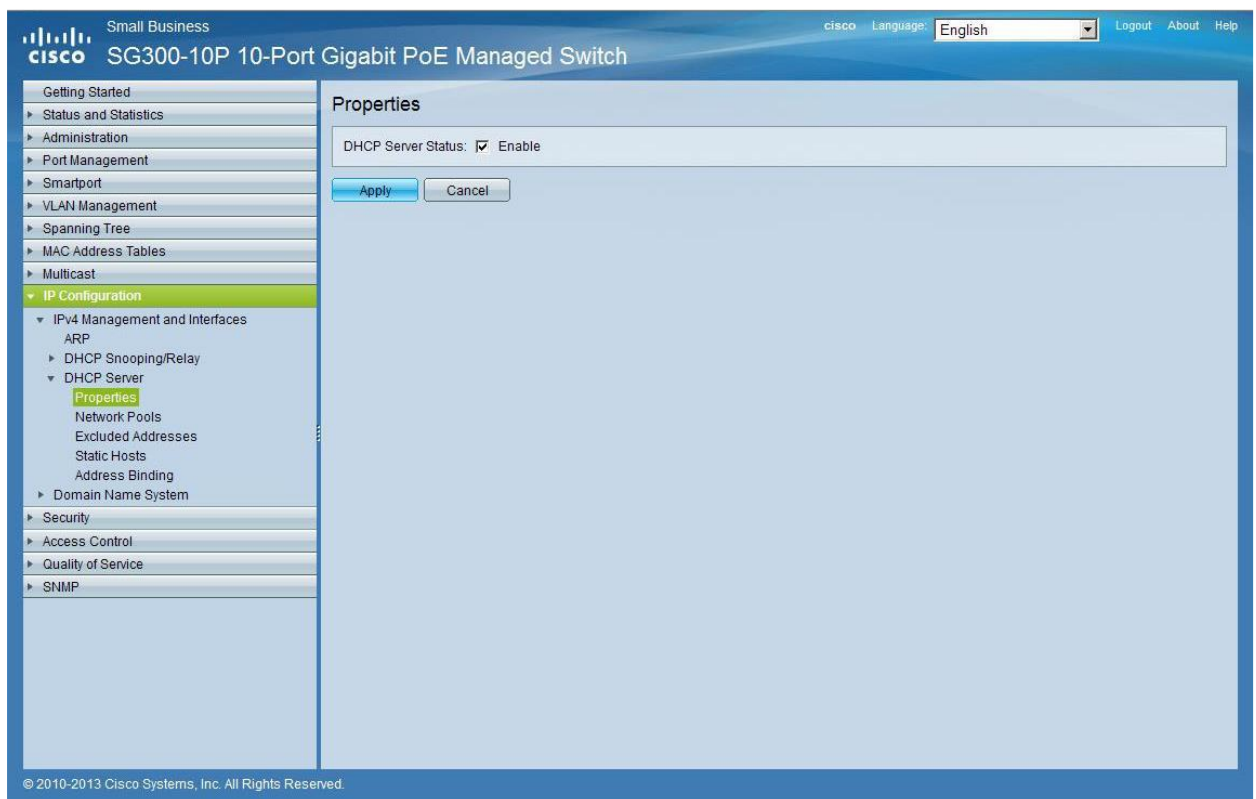 Small Business
cisco Language: English Logout About Help
cisco SG300-10P 10-Port Gigabit PoE Managed Switch
Getting Started
Status and Statistics
Administration
Port Management
Smartport
VLAN Management
Spanning Tree
MAC Address Tables
Multicast
IP Configuration
IPv4 Management and Interfaces
ARP
DHCP Snooping/Relay
DHCP Server
Properties
Network Pools
Excluded Addresses
Static Hosts
Address Binding
Domain Name System
Security
Access Control
Quality of Service
SNMP
Properties
DHCP Server Status: Enable
Apply Cancel
© 2010-2013 Cisco Systems, Inc. All Rights Reserved.